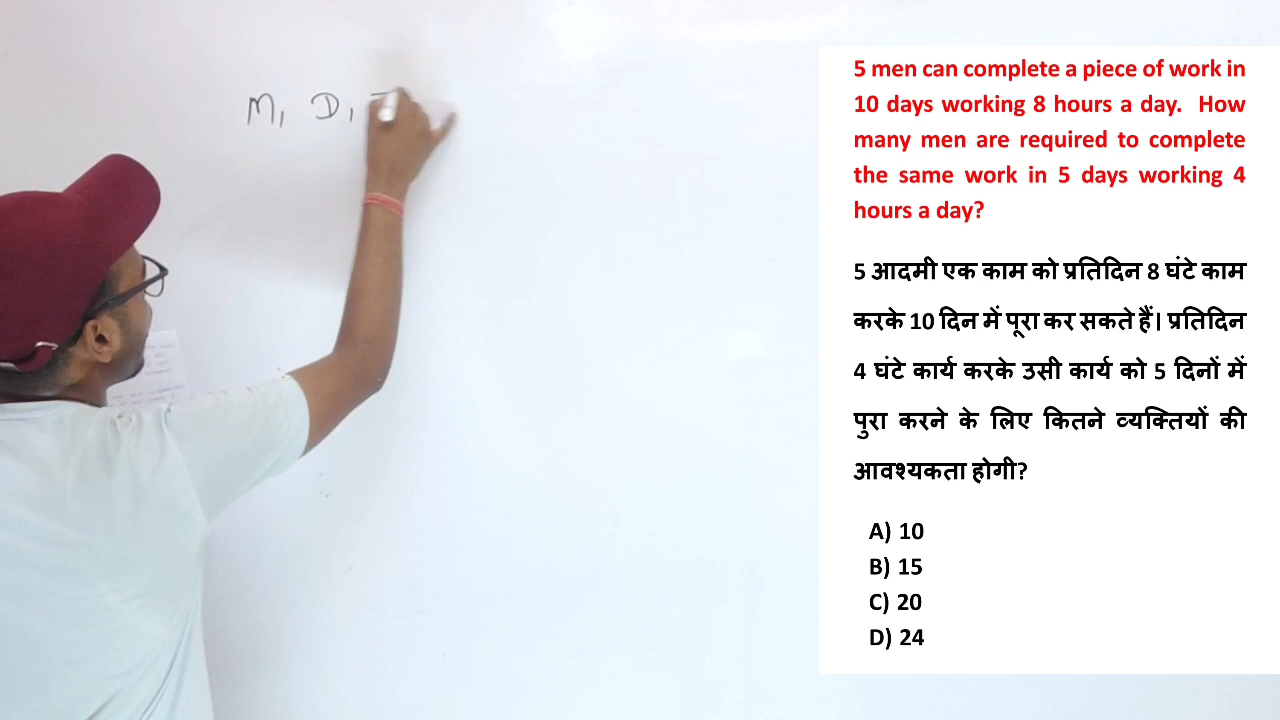 M₁ D₁
5 men can complete a piece of work in
10 days working 8 hours a day. How
many men are required to complete
the same work in 5 days working 4
hours a day?
5 आदमी एक काम को प्रतिदिन 8 घंटे काम
करके 10 दिन में पूरा कर सकते हैं। प्रतिदिन
4 घंटे कार्य करके उसी कार्य को 5 दिनों में
पुरा करने के लिए कितने व्यक्तियों की
आवश्यकता होगी?
A) 10
B) 15
C) 20
D) 24